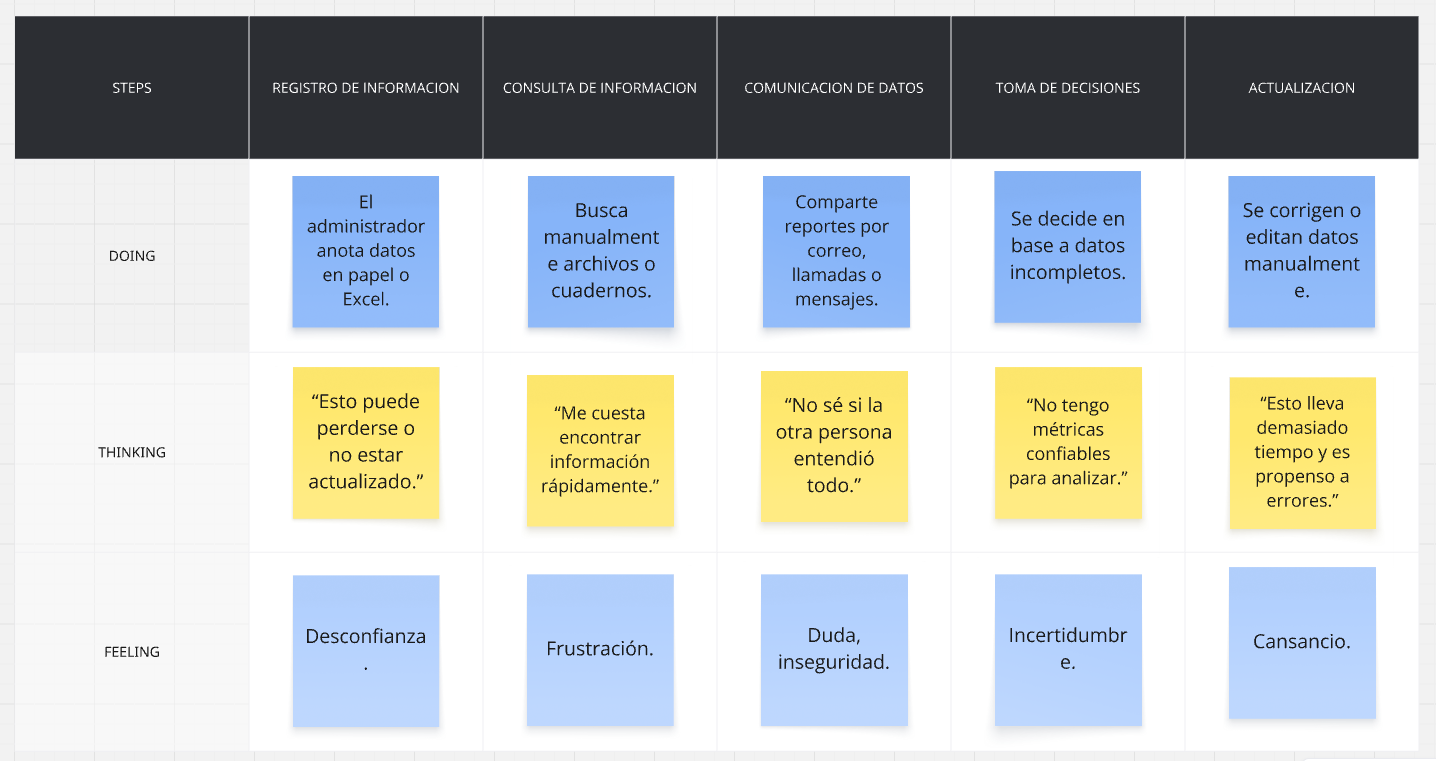 STEPS
REGISTRO DE INFORMACION
CONSULTA DE INFORMACION
COMUNICACION DE DATOS
TOMA DE DECISIONES
ACTUALIZACION
DOING
El
administrador
anota datos
en papel o
Excel.
Busca
manualment
e archivos o
cuadernos.
Comparte
reportes por
correo,
llamadas o
mensajes.
Se decide en
base a datos
incompletos.
Se corrigen o
editan datos
manualment
e.
THINKING
“Esto puede
perderse o
no estar
actualizado.”
“Me cuesta
encontrar
información
rápidamente.”
“No sé si la
otra persona
entendió
todo.”
“No tengo
métricas
confiables
para analizar.”
“Esto lleva
demasiado
tiempo y es
propenso a
errores.”
FEELING
Desconfianza
.
Frustración.
Duda,
inseguridad.
Incertidumbr
e.
Cansancio.